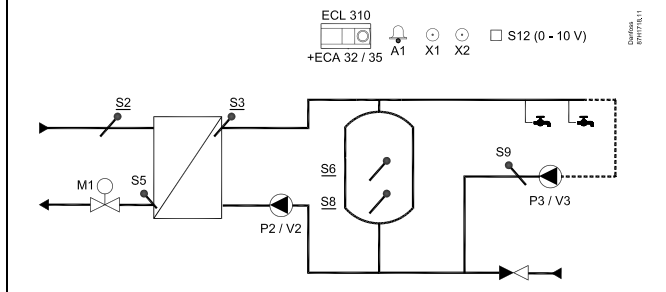 ECL 310
+ECA 32 / 35
A1
X1
X2
S12 (0 - 10 V)
Danfoss
87H1718.11
S2
S3
M1
S5
P2 / V2
S6
S8
S9
P3 / V3